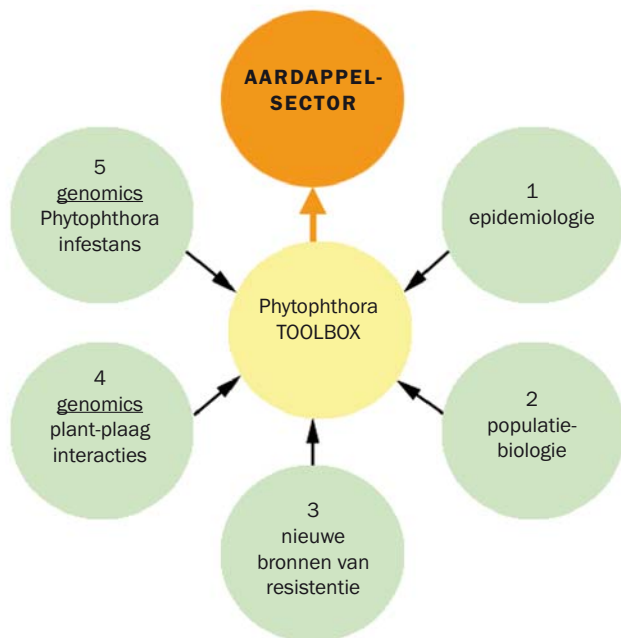 AARDAPPEL-
SECTOR
5
genomics
Phytophthora
infestans
1
epidemiologie
Phytophthora
TOOLBOX
4
genomics
plant-plaag
interacties
2
populatie-
biologie
3
nieuwe
bronnen van
resistentie